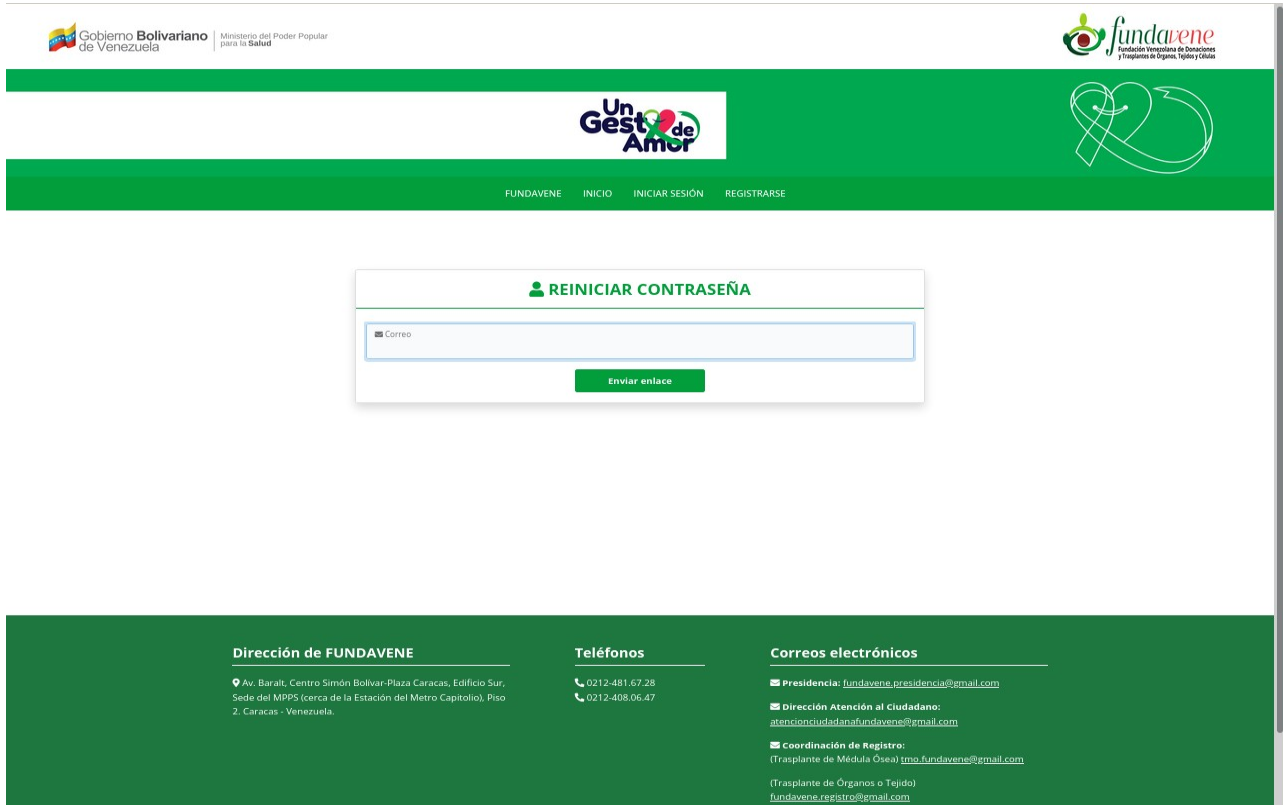 Gobierno Bolivariano
de Venezuela
Ministerio del Poder Popular
para la Salud
fundavene
Fundación Venezolana de Donaciones
y Trasplantes de Órganos, Tejidos y Células
Un
Gesto de
Amor
FUNDAVENE INICIO INICIAR SESIÓN REGISTRARSE
REINICIAR CONTRASEÑA
Correo
Enviar enlace
Dirección de FUNDAVENE
Av. Baralt, Centro Simón Bolívar-Plaza Caracas, Edificio Sur,
Sede del MPPS (cerca de la Estación del Metro Capitolio), Piso
2. Caracas - Venezuela.
Teléfonos
0212-481.67.28
0212-408.06.47
Correos electrónicos
Presidencia: fundavene.presidencia@gmail.com
Dirección Atención al Ciudadano:
atencionciudadanafundavene@gmail.com
Coordinación de Registro:
(Trasplante de Médula Ósea) tmo.fundavene@gmail.com
(Trasplante de Órganos o Tejido)
fundavene.registro@gmail.com